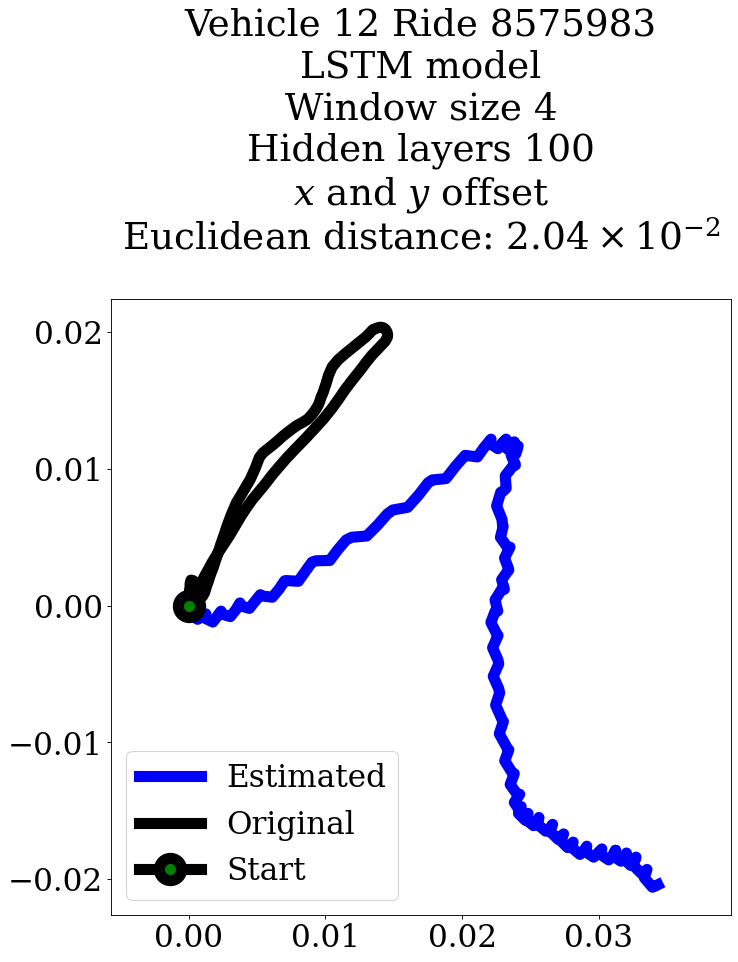 Vehicle 12 Ride 8575983
LSTM model
Window size 4
Hidden layers 100
x and y offset
Euclidean distance: 2.04 × 10⁻²
0.02
0.01
0.00
−0.01
−0.02
Estimated
Original
Start
0.00 0.01 0.02 0.03